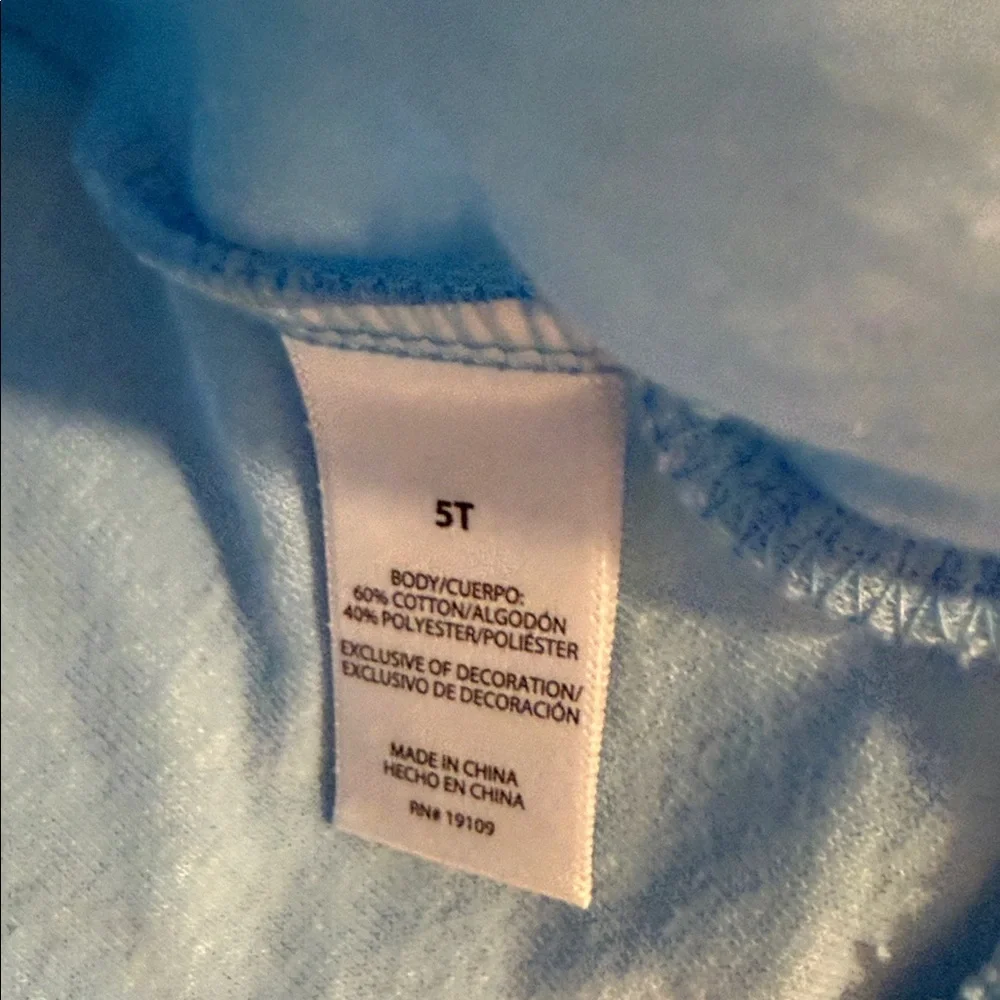 5T
BODY/CUERPO:
60% COTTON/ALGODÓN
40% POLYESTER/POLIÉSTER
EXCLUSIVE OF DECORATION/
EXCLUSIVO DE DECORACIÓN
MADE IN CHINA
HECHO EN CHINA
RN# 19109